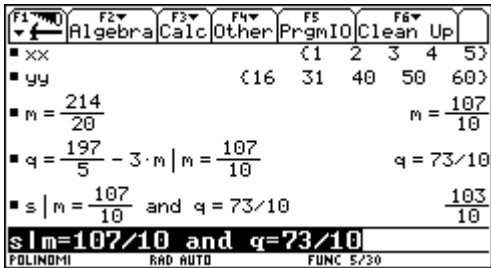 F1 F2 F3 F4 F5 F6
Algebra Calc Other PrgmIO Clean Up
▪ xx {1 2 3 4 5}
▪ yy {16 31 40 50 60}
▪ m = 214/20 m = 107/10
▪ q = 197/5 - 3·m | m = 107/10 q = 73/10
▪ s | m = 107/10 and q = 73/10 103/10
s|m=107/10 and q=73/10
POLINOMI RAD AUTO FUNC 5/30